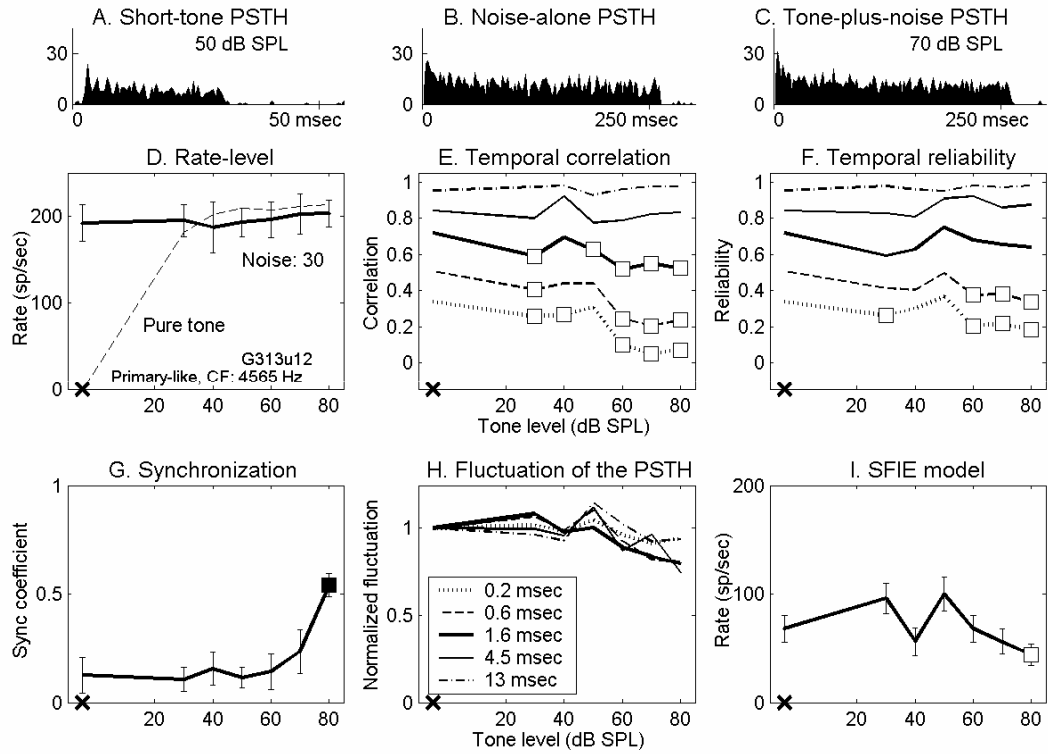 A. Short-tone PSTH
B. Noise-alone PSTH
C. Tone-plus-noise PSTH
50 dB SPL
70 dB SPL
30
0
0
50 msec
30
0
0
250 msec
30
0
0
250 msec
D. Rate-level
E. Temporal correlation
F. Temporal reliability
Rate (sp/sec)
200
100
0
Noise: 30
Pure tone
G313u12
Primary-like, CF: 4565 Hz
20 40 60 80
Correlation
1
0.8
0.6
0.4
0.2
0
20 40 60 80
Tone level (dB SPL)
Reliability
1
0.8
0.6
0.4
0.2
0
20 40 60 80
G. Synchronization
H. Fluctuation of the PSTH
I. SFIE model
Sync coefficient
1
0.5
0
20 40 60 80
Normalized fluctuation
1
0.5
0
0.2 msec
0.6 msec
1.6 msec
4.5 msec
13 msec
20 40 60 80
Tone level (dB SPL)
Rate (sp/sec)
200
100
0
20 40 60 80